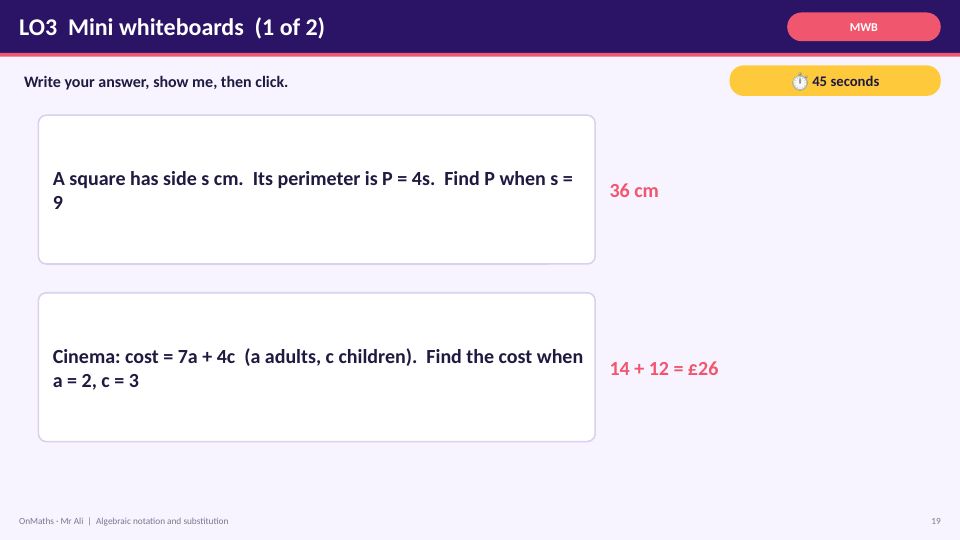 LO3  Mini whiteboards  (1 of 2)
MWB
Write your answer, show me, then click.
⏱ 45 seconds
A square has side s cm.  Its perimeter is P = 4s.  Find P when s =
9
36 cm
Cinema: cost = 7a + 4c  (a adults, c children).  Find the cost when
a = 2, c = 3
14 + 12 = £26
OnMaths · Mr Ali  |  Algebraic notation and substitution
19